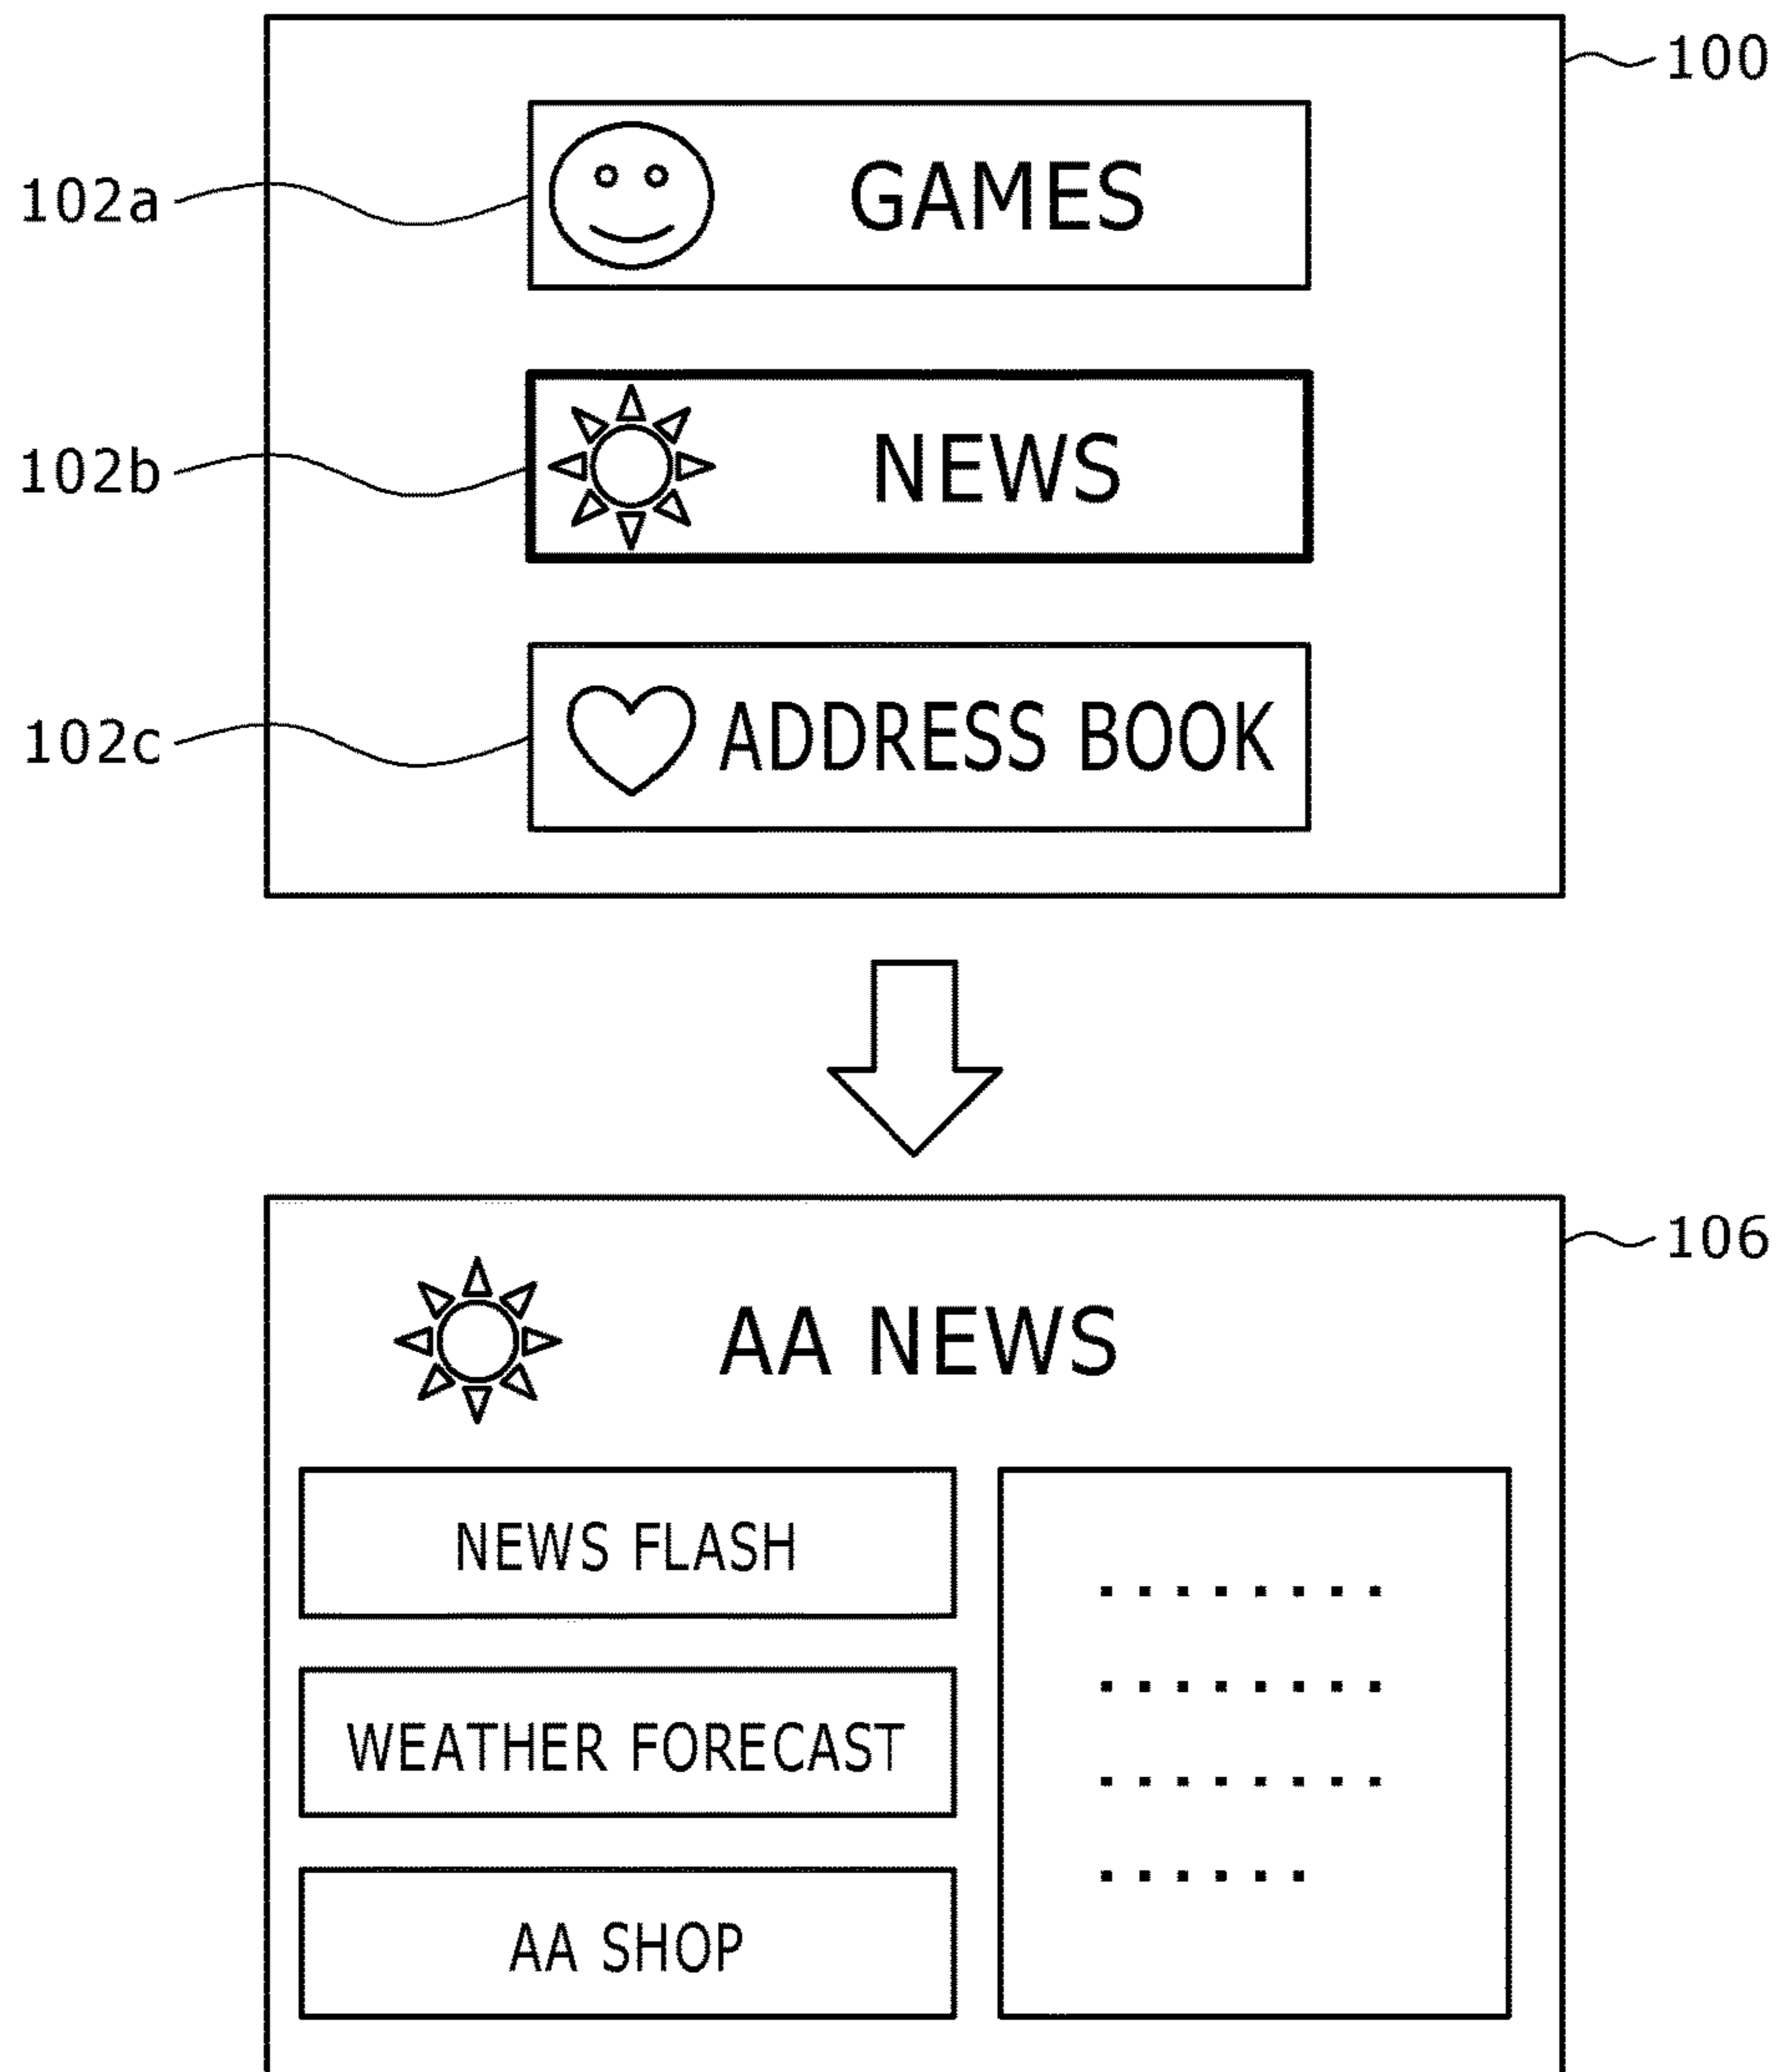 100
102a
GAMES
102b
NEWS
102c
ADDRESS BOOK
106
AA NEWS
NEWS FLASH
........
WEATHER FORECAST
........
........
AA SHOP
......